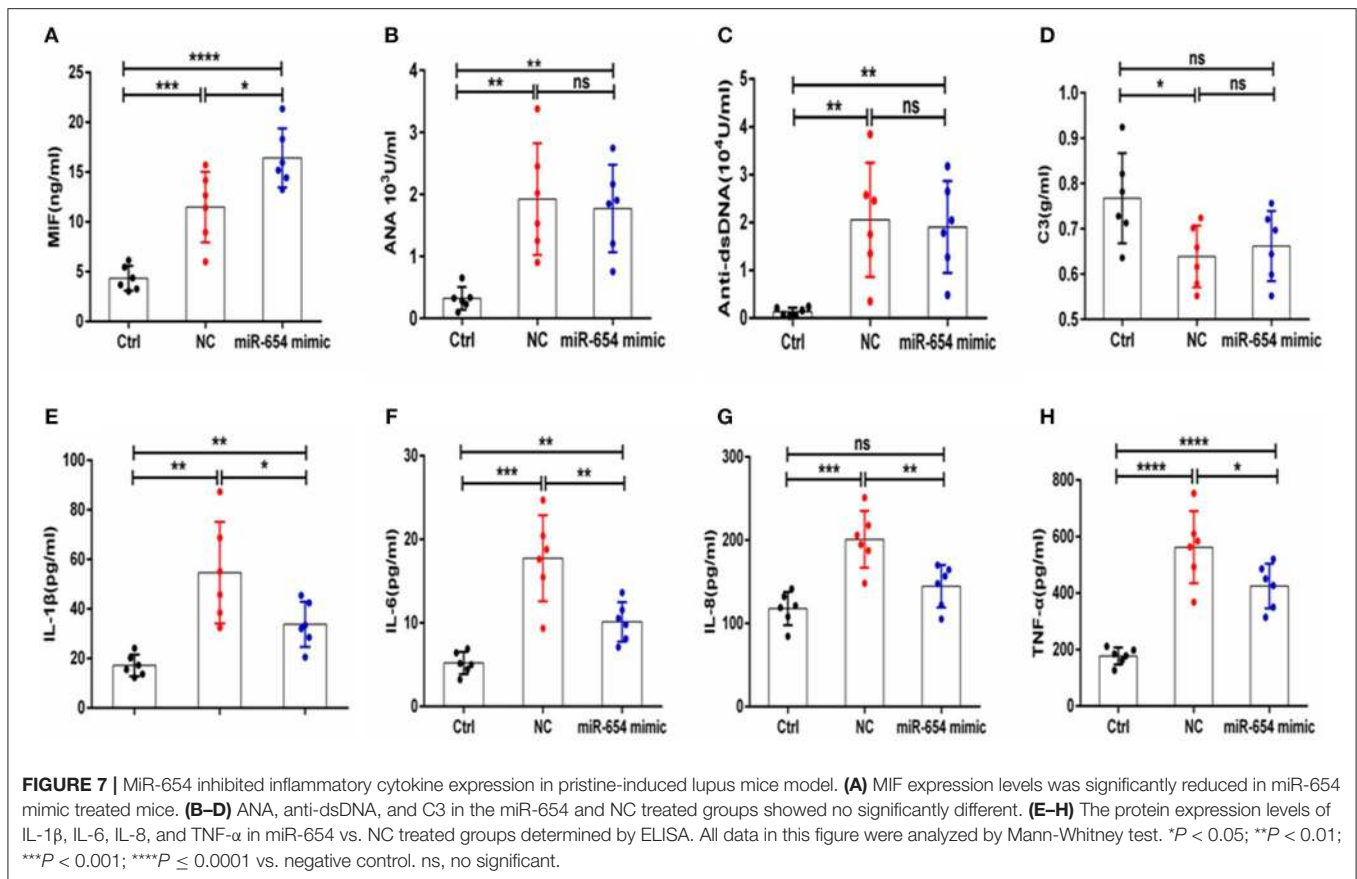 A
****
***
*
25
20
15
10
5
0
MIF(ng/ml)
Ctrl
NC
miR-654 mimic
B
**
**
ns
4
3
2
1
0
ANA 10³U/ml
Ctrl
NC
miR-654 mimic
C
**
**
ns
5
4
3
2
1
0
Anti-dsDNA(10⁴U/ml)
Ctrl
NC
miR-654 mimic
D
ns
*
ns
1.0
0.9
0.8
0.7
0.6
0.5
C3(g/ml)
Ctrl
NC
miR-654 mimic
E
**
**
*
100
80
60
40
20
0
IL-1β(pg/ml)
F
**
***
**
30
20
10
0
IL-6(pg/ml)
Ctrl
NC
miR-654 mimic
G
ns
***
**
300
200
100
0
IL-8(pg/ml)
Ctrl
NC
miR-654 mimic
H
****
****
*
800
600
400
200
0
TNF-α(pg/ml)
Ctrl
NC
miR-654 mimic
FIGURE 7 | MiR-654 inhibited inflammatory cytokine expression in pristine-induced lupus mice model. (A) MIF expression levels was significantly reduced in miR-654
mimic treated mice. (B–D) ANA, anti-dsDNA, and C3 in the miR-654 and NC treated groups showed no significantly different. (E–H) The protein expression levels of
IL-1β, IL-6, IL-8, and TNF-α in miR-654 vs. NC treated groups determined by ELISA. All data in this figure were analyzed by Mann-Whitney test. *P < 0.05; **P < 0.01;
***P < 0.001; ****P ≤ 0.0001 vs. negative control. ns, no significant.